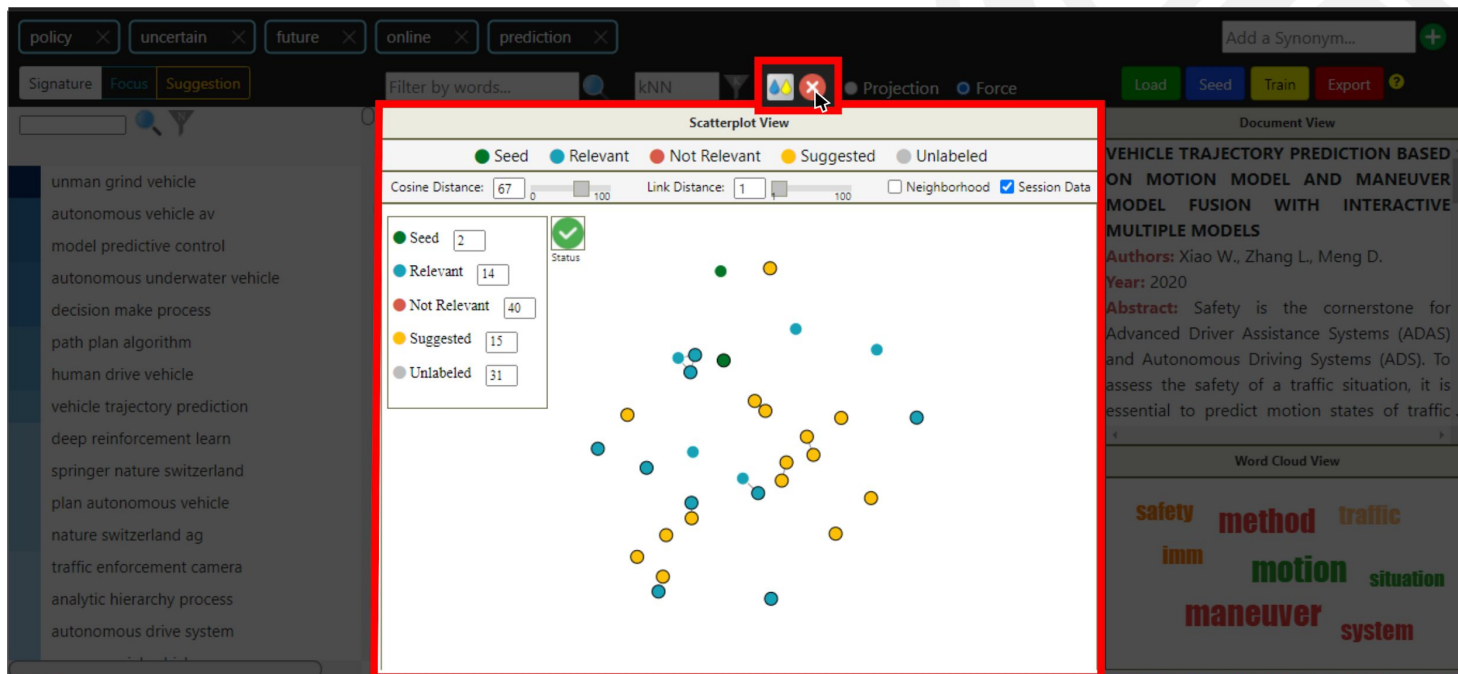 policy uncertain future online prediction Add a Synonym...
Signature Focus Suggestion Filter by words... kNN Projection Force Load Seed Train Export ?
Scatterplot View
Seed Relevant Not Relevant Suggested Unlabeled
Cosine Distance: 67 0 100 Link Distance: 1 1 100 Neighborhood Session Data
Seed 2
Relevant 14
Not Relevant 40
Suggested 15
Unlabeled 31
Status
unman grind vehicle
autonomous vehicle av
model predictive control
autonomous underwater vehicle
decision make process
path plan algorithm
human drive vehicle
vehicle trajectory prediction
deep reinforcement learn
springer nature switzerland
plan autonomous vehicle
nature switzerland ag
traffic enforcement camera
analytic hierarchy process
autonomous drive system
Document View
VEHICLE TRAJECTORY PREDICTION BASED
ON MOTION MODEL AND MANEUVER
MODEL FUSION WITH INTERACTIVE
MULTIPLE MODELS
Authors: Xiao W., Zhang L., Meng D.
Year: 2020
Abstract: Safety is the cornerstone for
Advanced Driver Assistance Systems (ADAS)
and Autonomous Driving Systems (ADS). To
assess the safety of a traffic situation, it is
essential to predict motion states of traffic
Word Cloud View
safety method traffic
imm motion situation
maneuver system